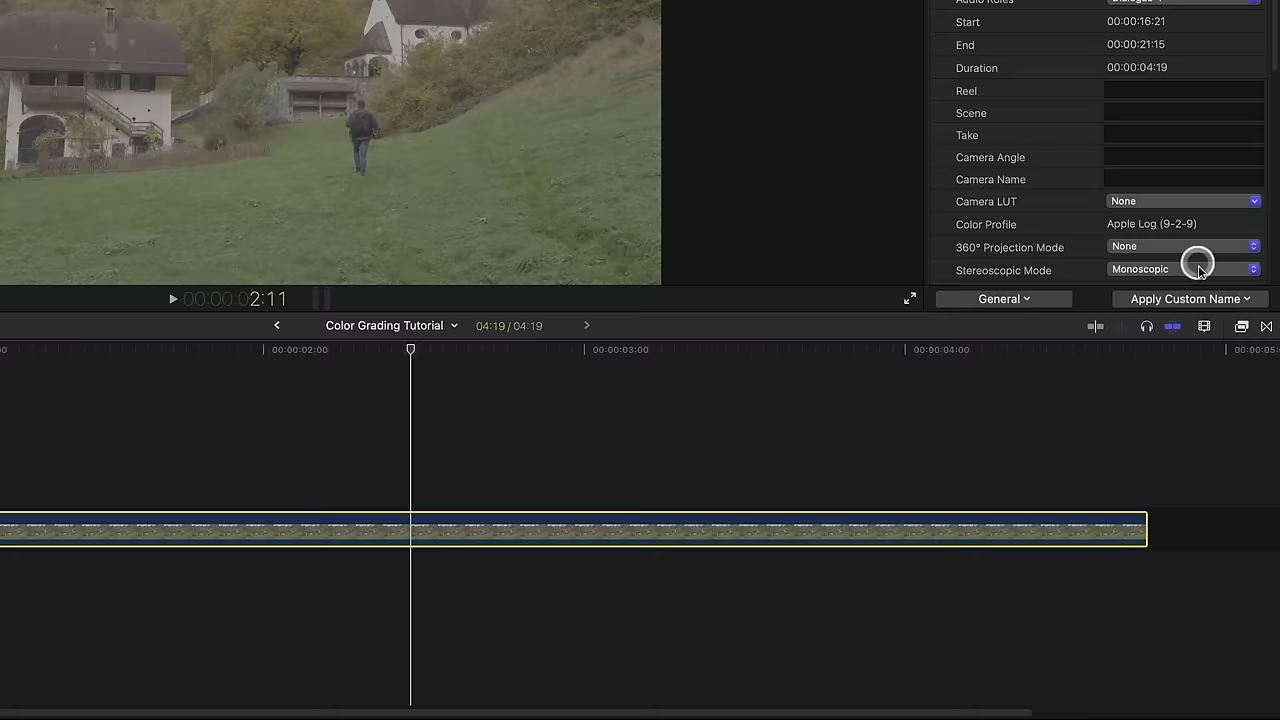 Start 00:00:16:21
End 00:00:21:15
Duration 00:00:04:19
Reel
Scene
Take
Camera Angle
Camera Name
Camera LUT None
Color Profile Apple Log (9-2-9)
360° Projection Mode None
Stereoscopic Mode Monoscopic
General
Apply Custom Name
00:00:02:11
Color Grading Tutorial
04:19 / 04:19
00:00:02:00
00:00:03:00
00:00:04:00